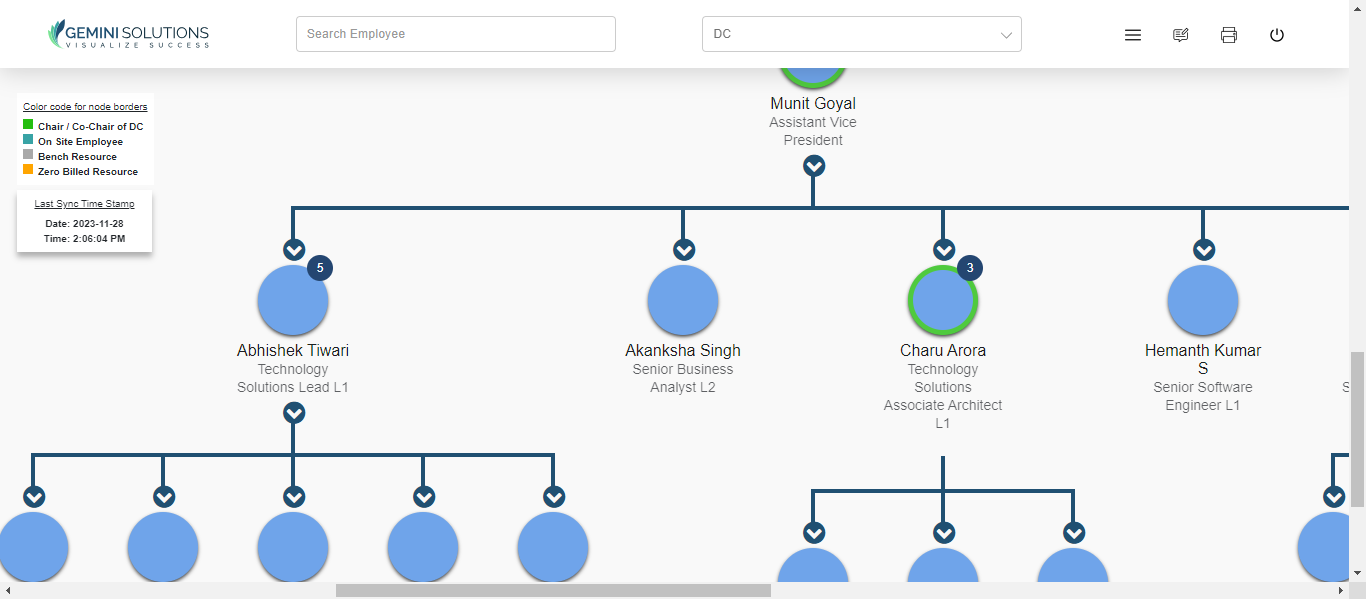 GEMINI SOLUTIONS
VISUALIZE SUCCESS
Search Employee
DC
Color code for node borders
Chair / Co-Chair of DC
On Site Employee
Bench Resource
Zero Billed Resource
Last Sync Time Stamp
Date: 2023-11-28
Time: 2:06:04 PM
Munit Goyal
Assistant Vice
President
5
Abhishek Tiwari
Technology
Solutions Lead L1
Akanksha Singh
Senior Business
Analyst L2
3
Charu Arora
Technology
Solutions
Associate Architect
L1
Hemanth Kumar
S
Senior Software
Engineer L1
S